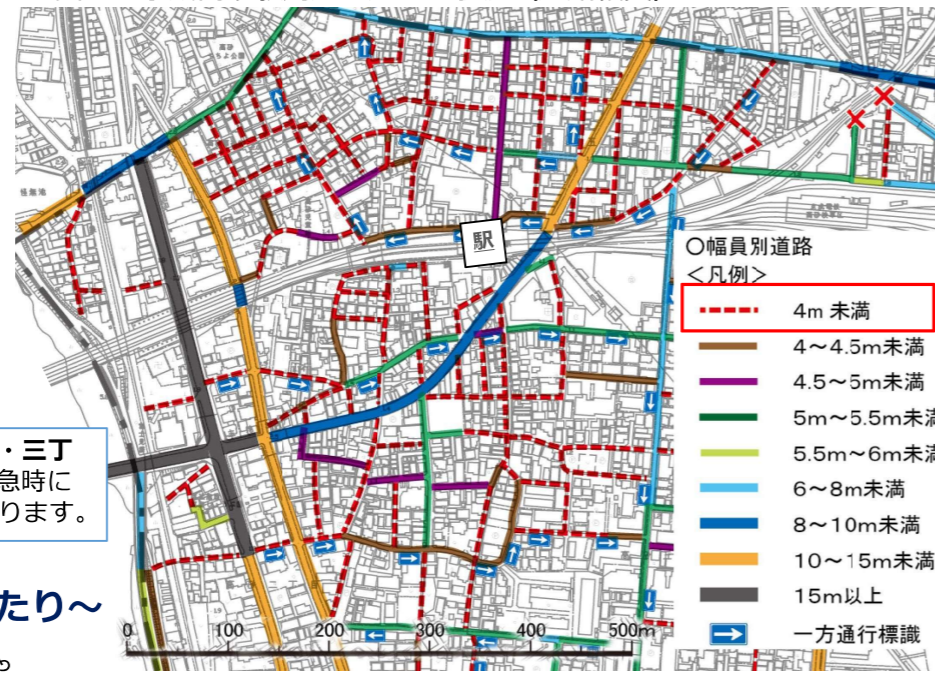 駅
○幅員別道路
<凡例>
4m 未満
4~4.5m未満
4.5~5m未満
5m~5.5m未満
5.5m~6m未満
6~8m未満
8~10m未満
10~15m未満
15m以上
一方通行標識
・三丁
急時に
ります。
たり~
0 100 200 300 400 500m